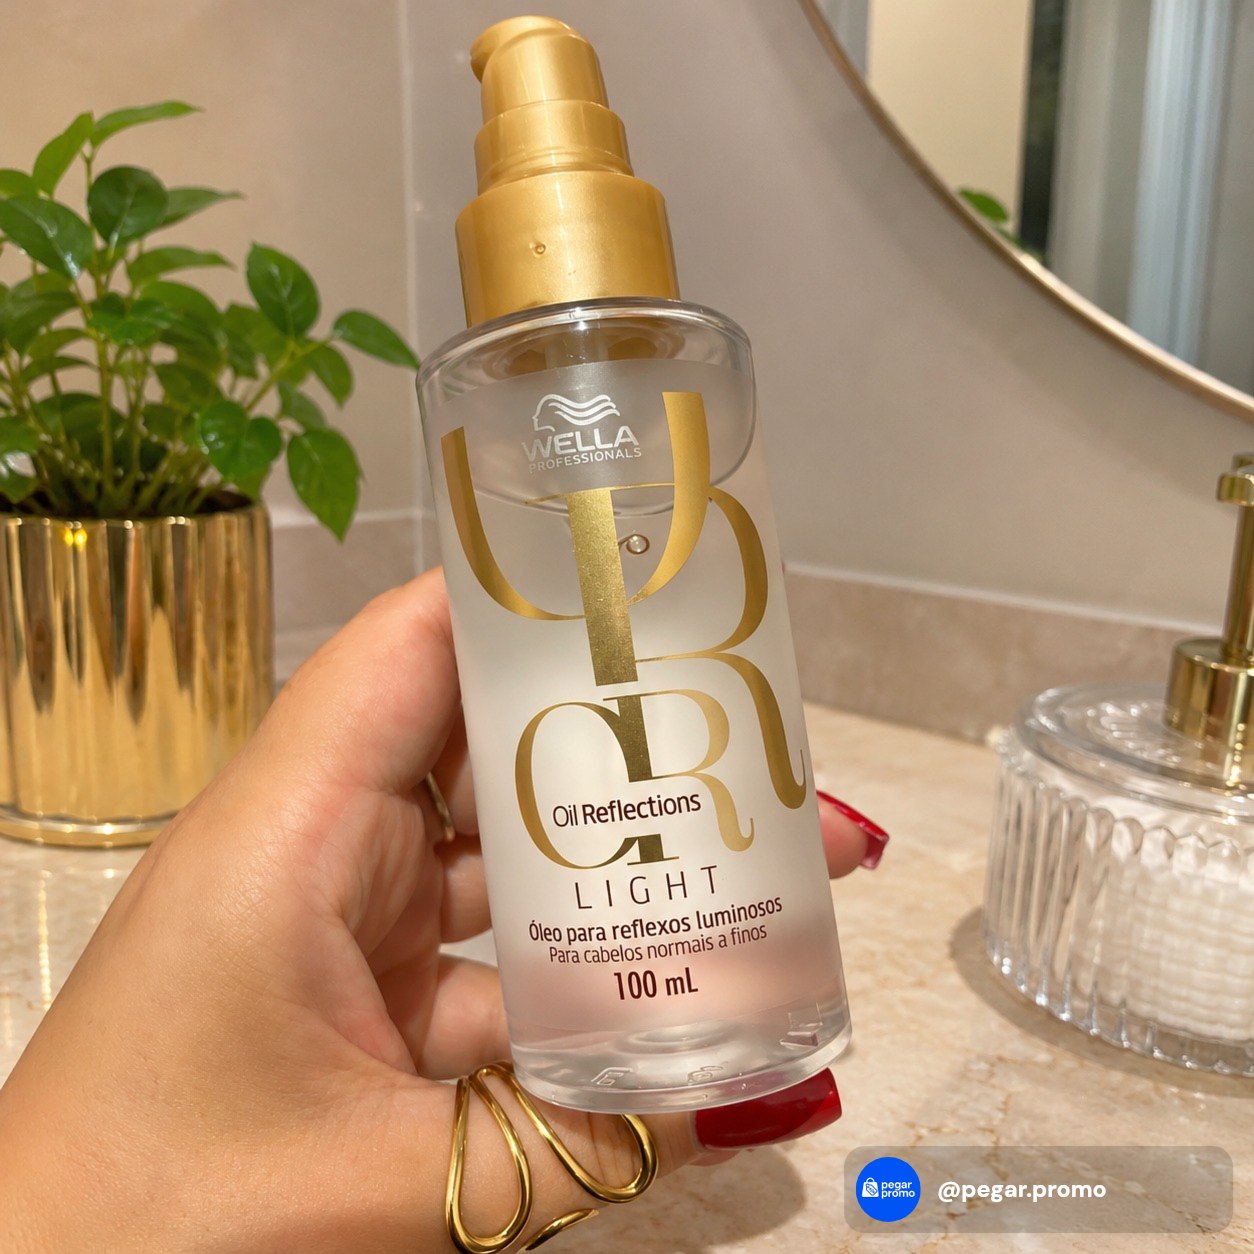 WELLA
PROFESSIONALS
Oil Reflections
LIGHT
Óleo para reflexos luminosos
Para cabelos normais a finos
100 mL
pegar
promo
@pegar.promo